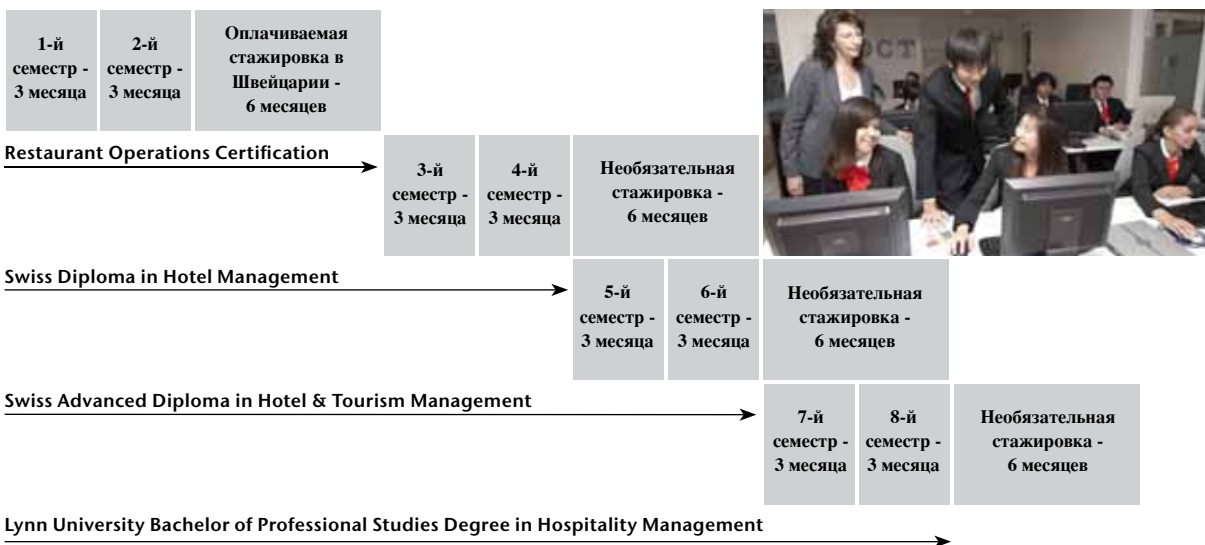 1-й
семестр -
3 месяца
2-й
семестр -
3 месяца
Оплачиваемая
стажировка в
Швейцарии -
6 месяцев
Restaurant Operations Certification
3-й
семестр -
3 месяца
4-й
семестр -
3 месяца
Необязательная
стажировка -
6 месяцев
Swiss Diploma in Hotel Management
5-й
семестр -
3 месяца
6-й
семестр -
3 месяца
Необязательная
стажировка -
6 месяцев
Swiss Advanced Diploma in Hotel & Tourism Management
7-й
семестр -
3 месяца
8-й
семестр -
3 месяца
Необязательная
стажировка -
6 месяцев
Lynn University Bachelor of Professional Studies Degree in Hospitality Management